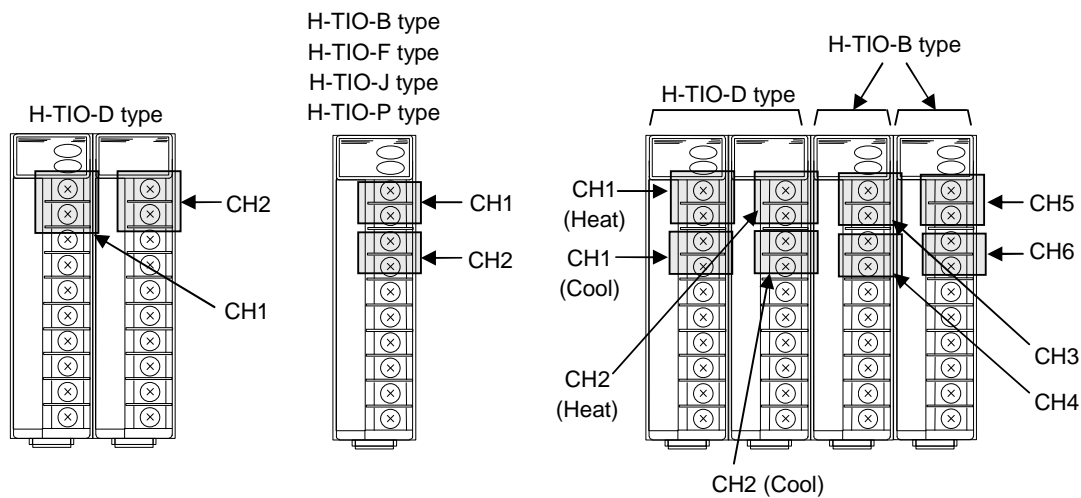 H-TIO-D type
CH2
CH1
H-TIO-B type
H-TIO-F type
H-TIO-J type
H-TIO-P type
CH1
CH2
H-TIO-B type
H-TIO-D type
CH1
(Heat)
CH1
(Cool)
CH2
(Heat)
CH2 (Cool)
CH5
CH6
CH3
CH4